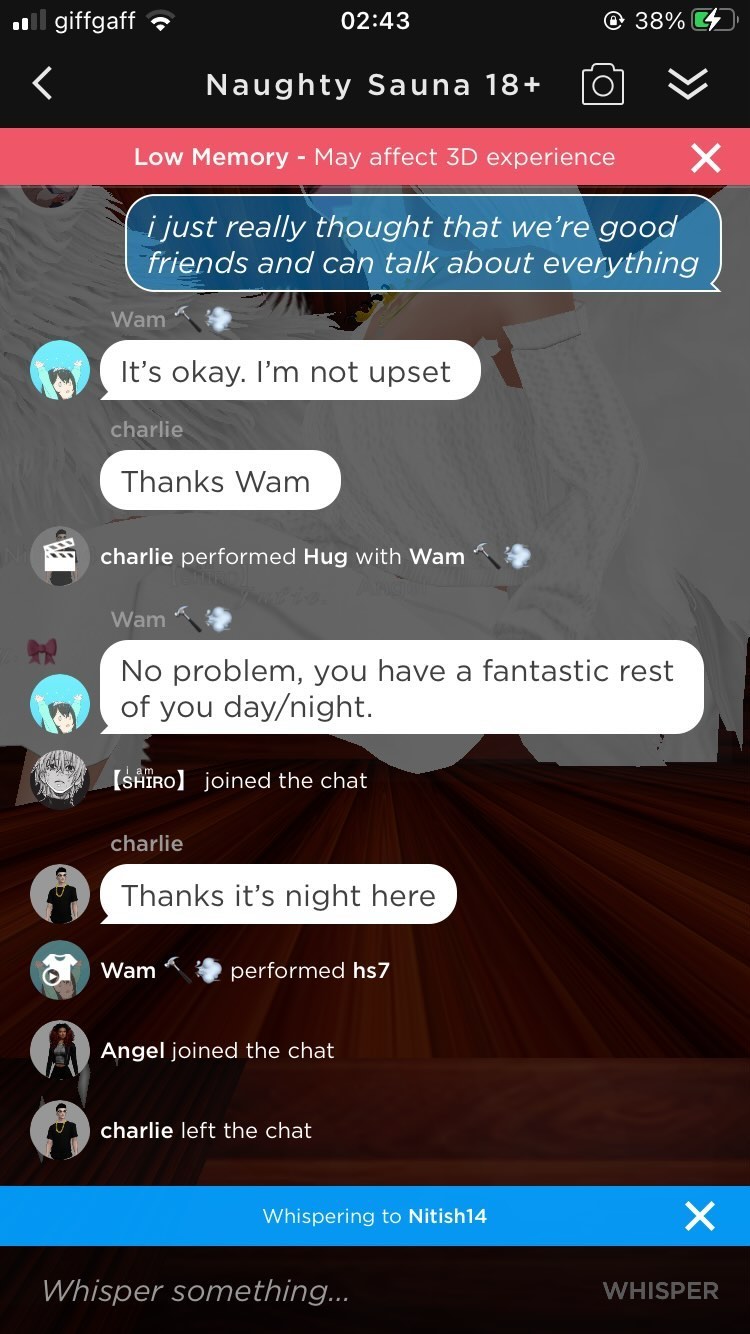 giffgaff 02:43 38%
Naughty Sauna 18+
Low Memory - May affect 3D experience
i just really thought that we're good
friends and can talk about everything
Wam 🔨💨
It's okay. I'm not upset
charlie
Thanks Wam
charlie performed Hug with Wam 🔨💨
Wam 🔨💨
No problem, you have a fantastic rest
of you day/night.
i am
【SHIRO】 joined the chat
charlie
Thanks it's night here
Wam 🔨💨 performed hs7
Angel joined the chat
charlie left the chat
Whispering to Nitish14
Whisper something... WHISPER